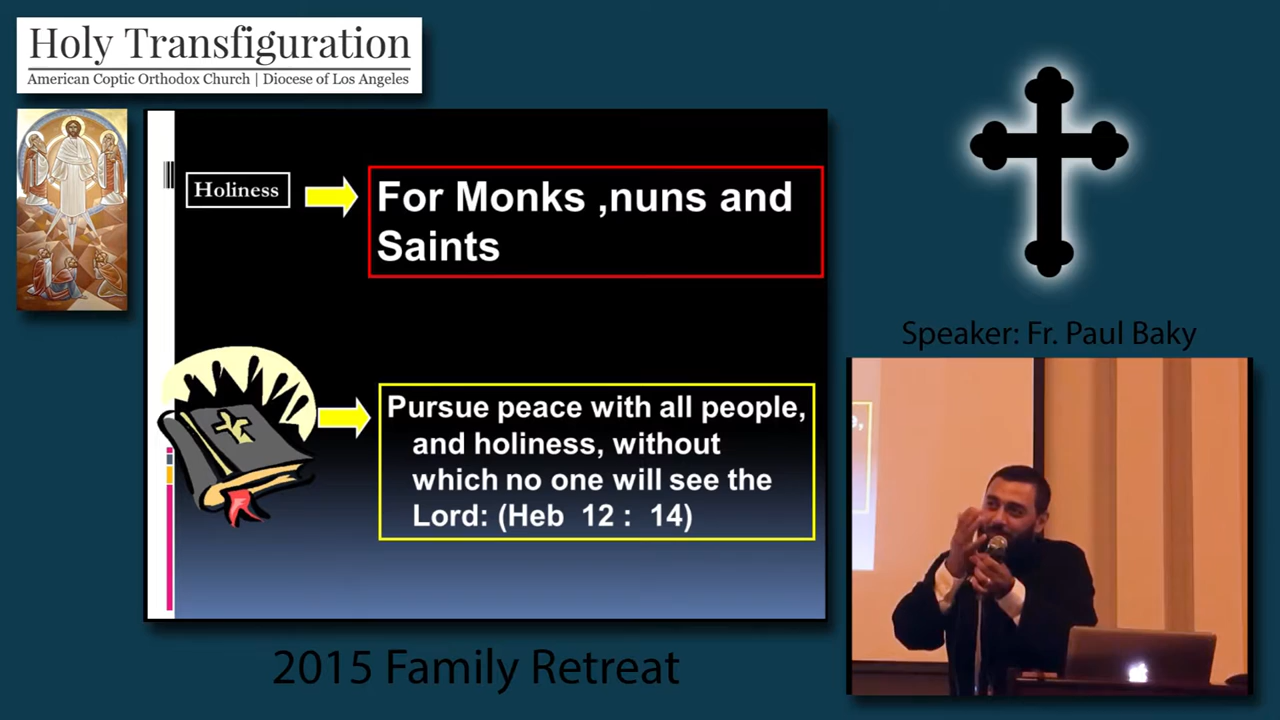 Holy Transfiguration
American Coptic Orthodox Church | Diocese of Los Angeles
Holiness
For Monks ,nuns and
Saints
Pursue peace with all people,
and holiness, without
which no one will see the
Lord: (Heb 12 : 14)
Speaker: Fr. Paul Baky
2015 Family Retreat